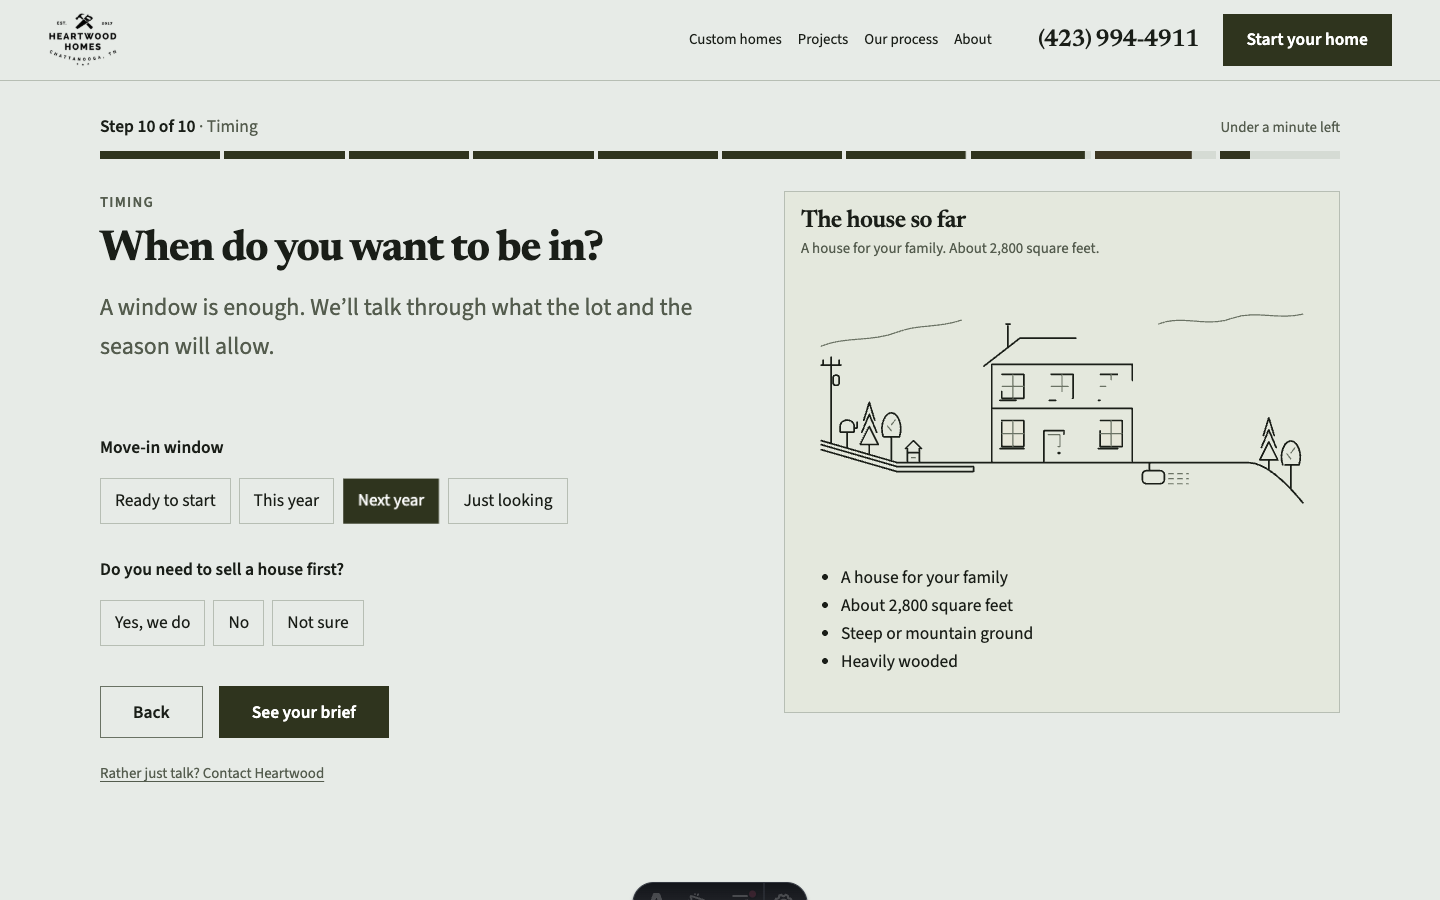 EST. 2017
HEARTWOOD
HOMES
CHATTANOOGA, TN
Custom homes
Projects
Our process
About
(423) 994-4911
Start your home
Step 10 of 10 · Timing
Under a minute left
TIMING
When do you want to be in?
A window is enough. We’ll talk through what the lot and the
season will allow.
Move-in window
Ready to start
This year
Next year
Just looking
Do you need to sell a house first?
Yes, we do
No
Not sure
Back
See your brief
Rather just talk? Contact Heartwood
The house so far
A house for your family. About 2,800 square feet.
• A house for your family
• About 2,800 square feet
• Steep or mountain ground
• Heavily wooded